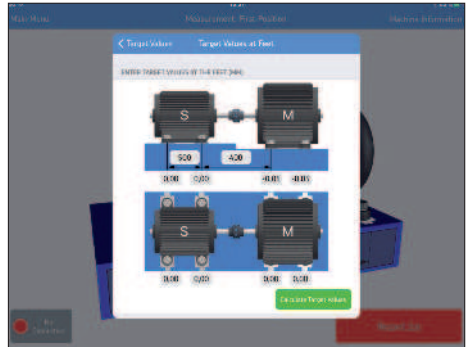 Main Menu
Measurement, First Position
Machine Information
Target Values
Target Values at Feet
ENTER TARGET VALUES AT THE FEET (MM)
S
M
500
400
0,00 0,00 -0,05 -0,05
S
M
0,00 0,00 0,00 0,00
Calculate Target Values